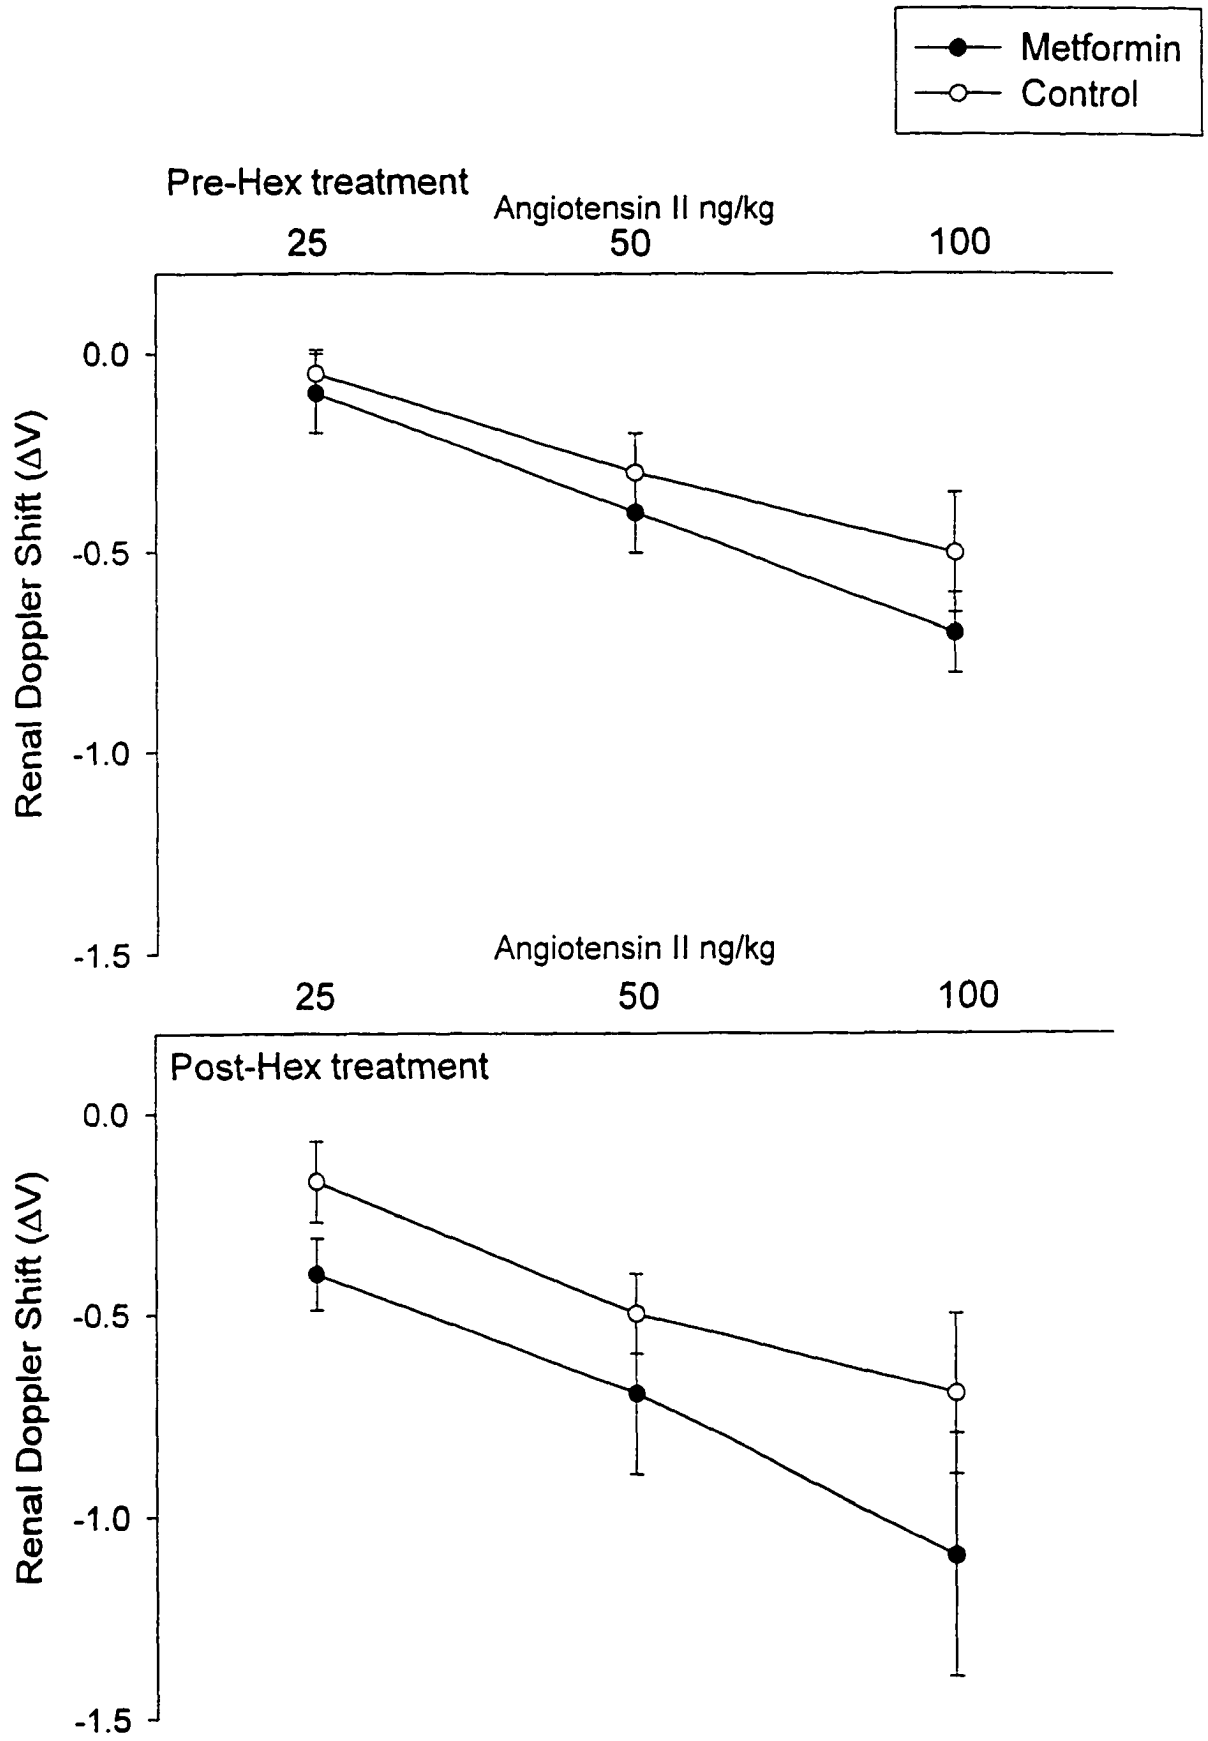 Metformin
Control
Pre-Hex treatment
Angiotensin II ng/kg
25 50 100
0.0
-0.5
-1.0
-1.5
Renal Doppler Shift (ΔV)
Angiotensin II ng/kg
25 50 100
Post-Hex treatment
0.0
-0.5
-1.0
-1.5
Renal Doppler Shift (ΔV)